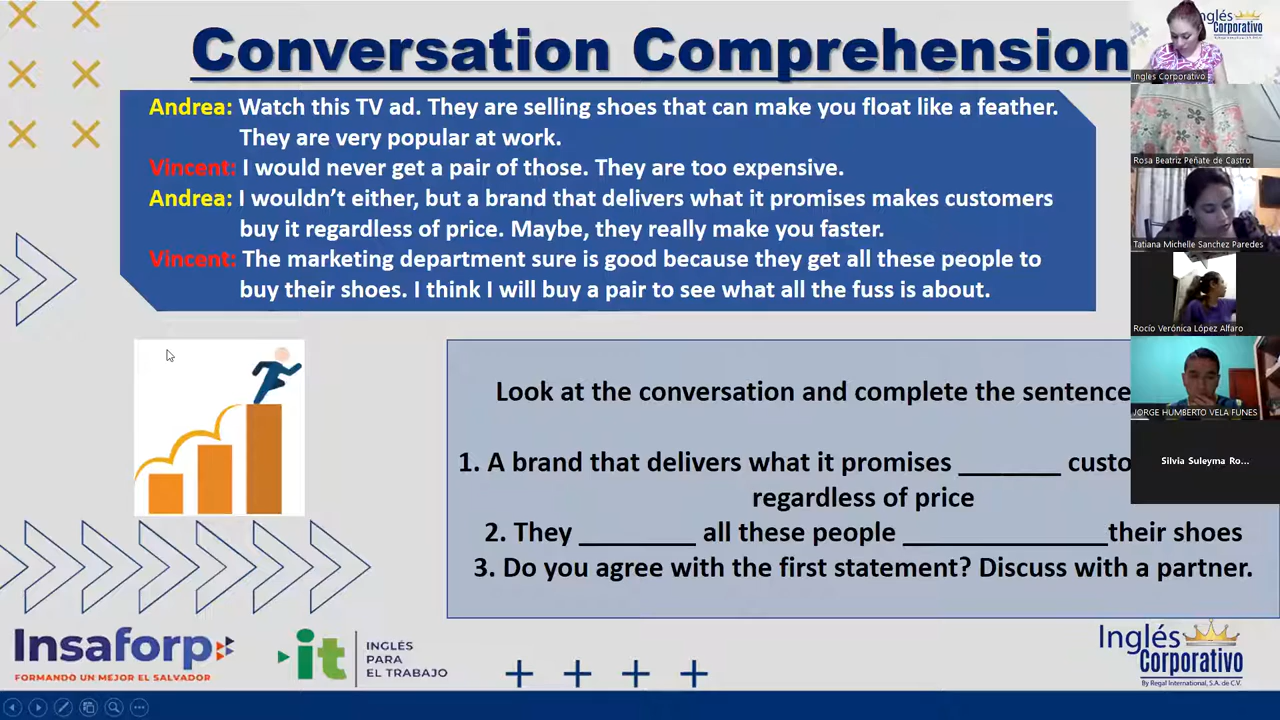 Conversation Comprehension
Andrea: Watch this TV ad. They are selling shoes that can make you float like a feather.
They are very popular at work.
Vincent: I would never get a pair of those. They are too expensive.
Andrea: I wouldn't either, but a brand that delivers what it promises makes customers
buy it regardless of price. Maybe, they really make you faster.
Vincent: The marketing department sure is good because they get all these people to
buy their shoes. I think I will buy a pair to see what all the fuss is about.
Look at the conversation and complete the sentence
1. A brand that delivers what it promises _______ custo
regardless of price
2. They ________ all these people ______________their shoes
3. Do you agree with the first statement? Discuss with a partner.
Insaforp
FORMANDO UN MEJOR EL SALVADOR
it
INGLÉS
PARA
EL TRABAJO
Inglés
Corporativo
By Regal International, S.A. de C.V.
nglés
Corporativo
Ingles Corporativo
Rosa Beatriz Peñate de Castro
Tatiana Michelle Sanchez Paredes
Rocío Verónica López Alfaro
JORGE HUMBERTO VELA FUNES
Silvia Suleyma Ro...